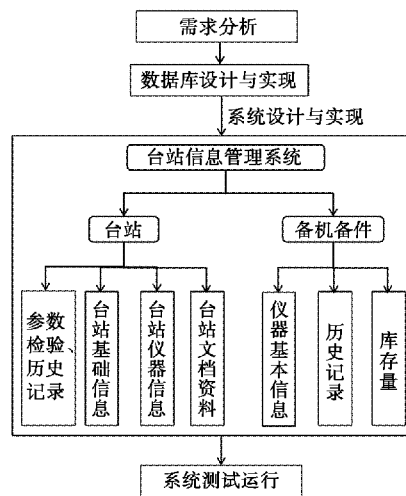 需求分析
数据库设计与实现
系统设计与实现
台站信息管理系统
台站
备机备件
参数
检验、
历史
记录
台站基础信息
台站仪器信息
台站文档资料
仪器基本信息
历史记录
库存量
系统测试运行